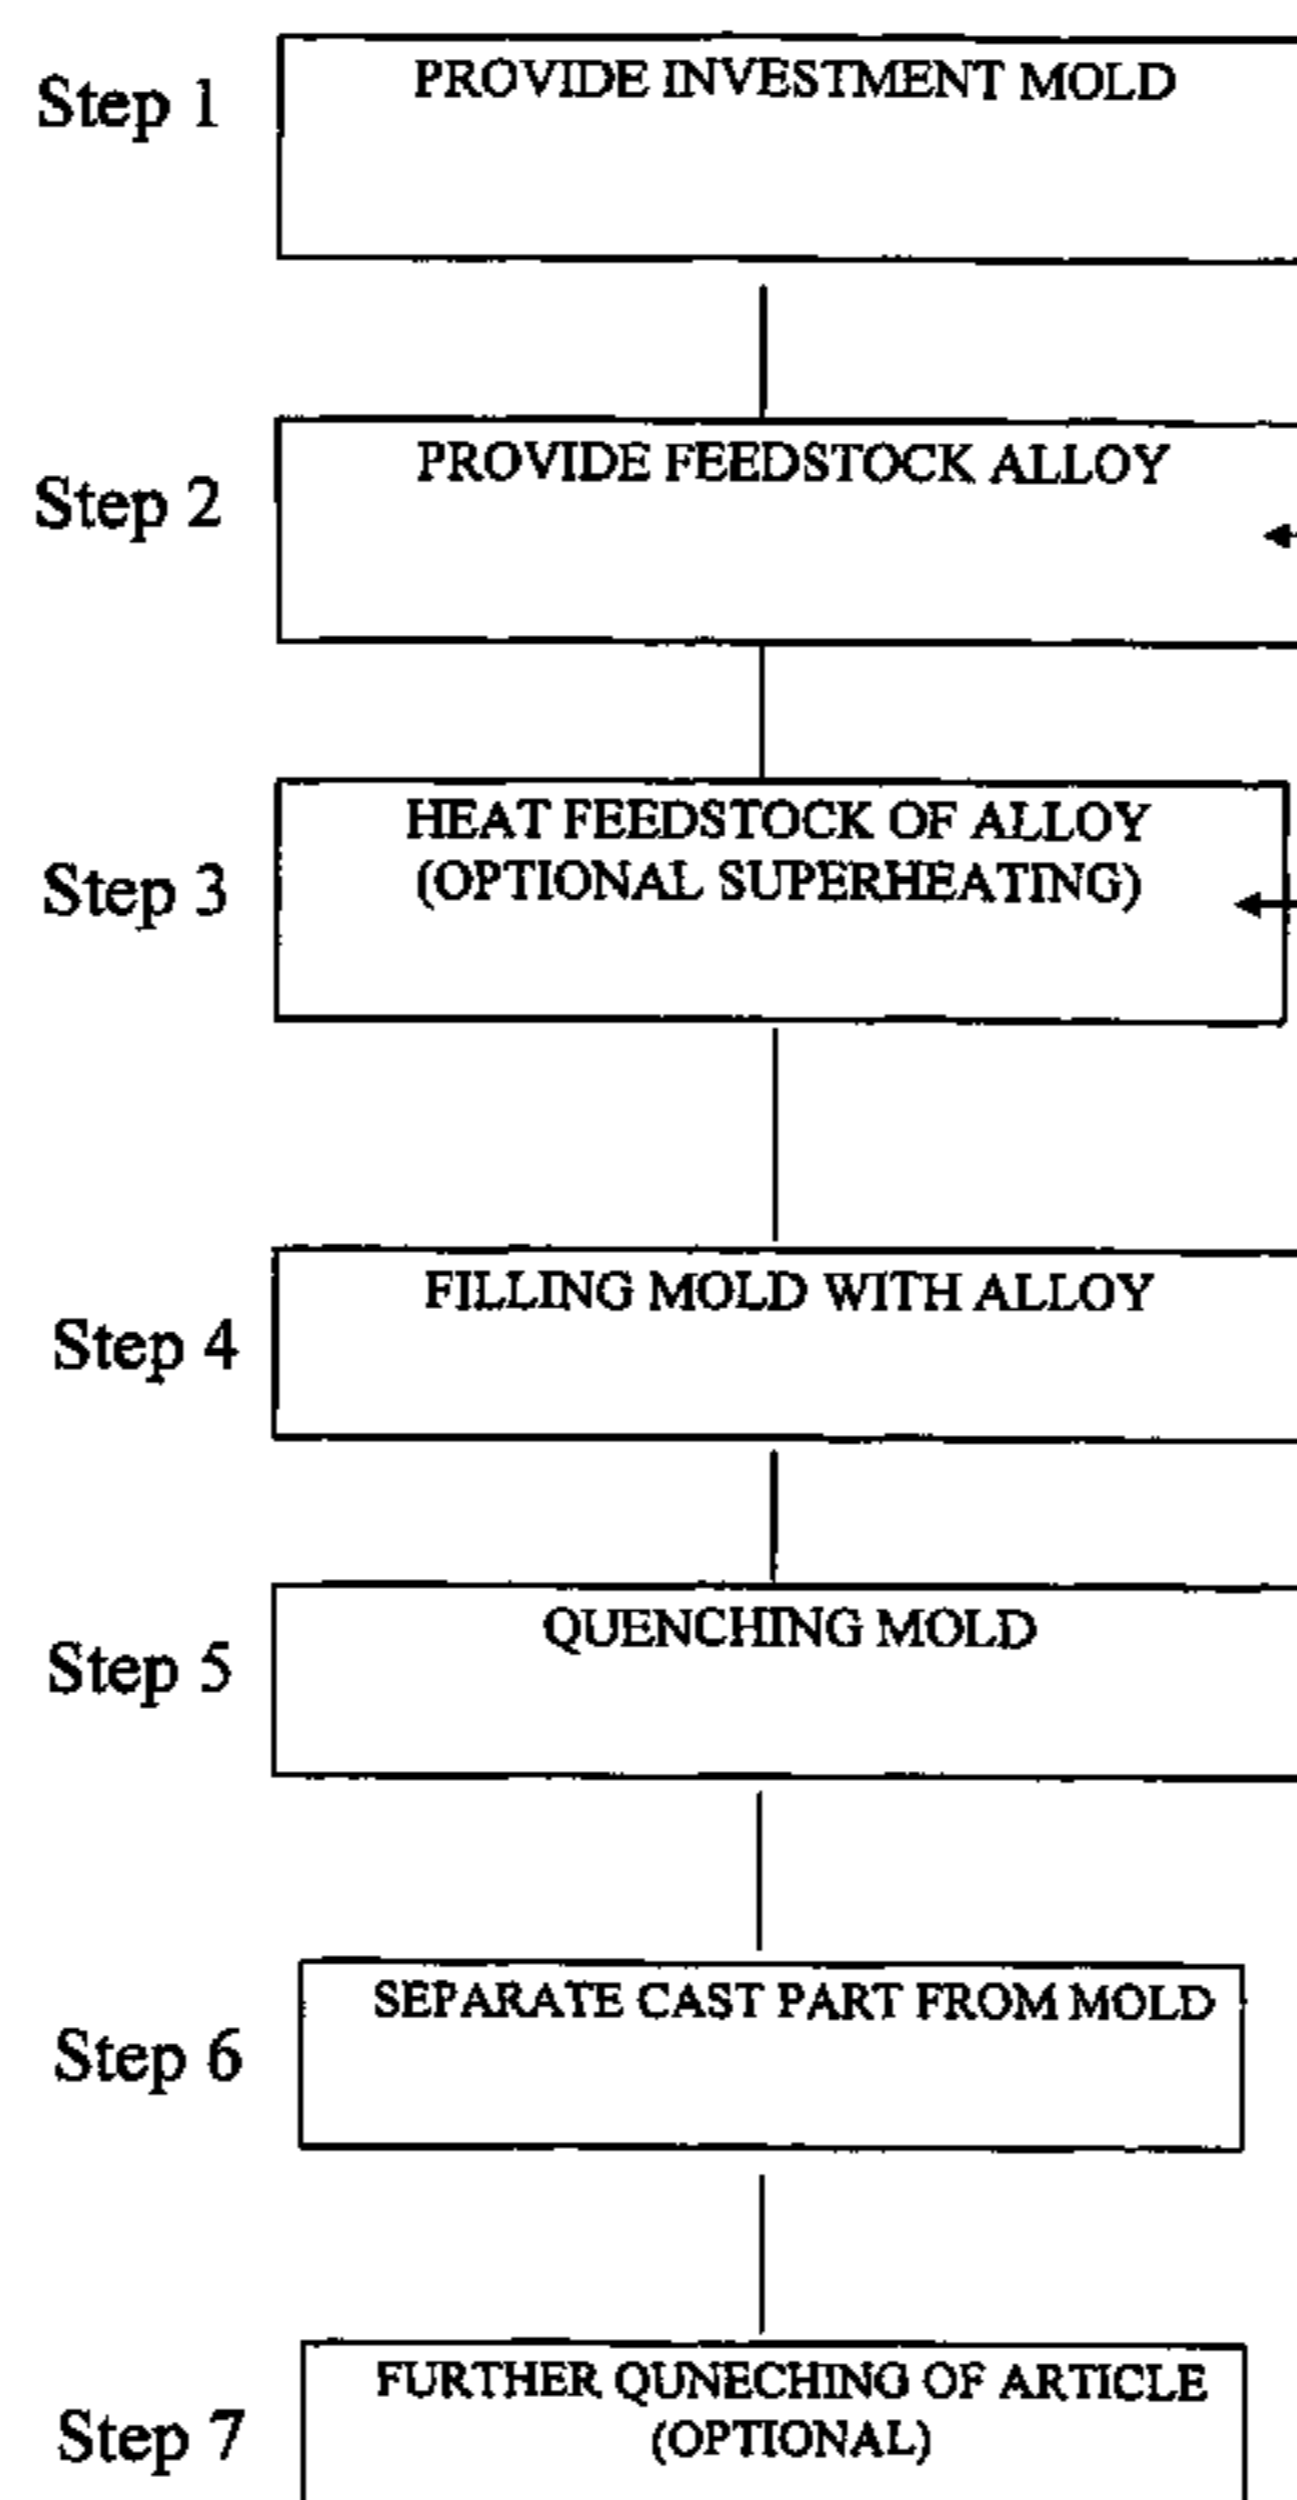 Step 1
PROVIDE INVESTMENT MOLD
Step 2
PROVIDE FEEDSTOCK ALLOY
Step 3
HEAT FEEDSTOCK OF ALLOY
(OPTIONAL SUPERHEATING)
Step 4
FILLING MOLD WITH ALLOY
Step 5
QUENCHING MOLD
Step 6
SEPARATE CAST PART FROM MOLD
Step 7
FURTHER QUNECHING OF ARTICLE
(OPTIONAL)